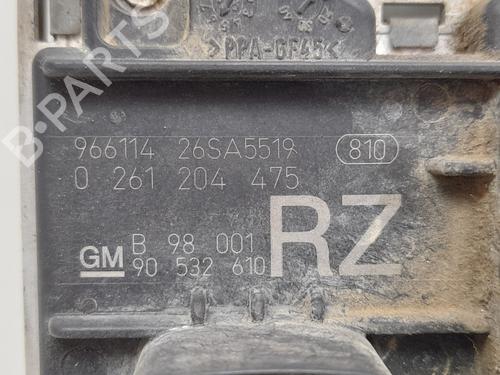 >PPA-GF45<
966114 26SA5519 810
0 261 204 475
B 98 001
GM 90 532 610
RZ
B-PARTS